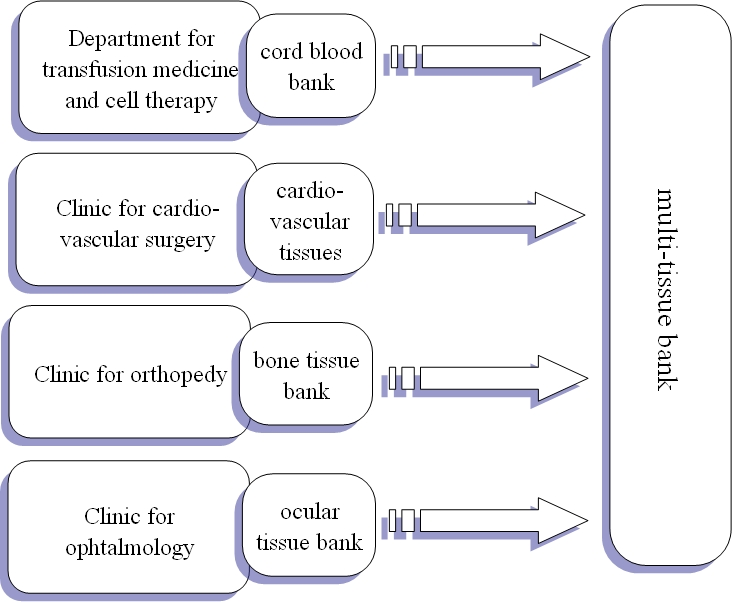 Department for
transfusion medicine
and cell therapy
cord blood
bank
Clinic for cardio-
vascular surgery
cardio-
vascular
tissues
Clinic for orthopedy
bone tissue
bank
Clinic for
ophtalmology
ocular
tissue bank
multi-tissue bank